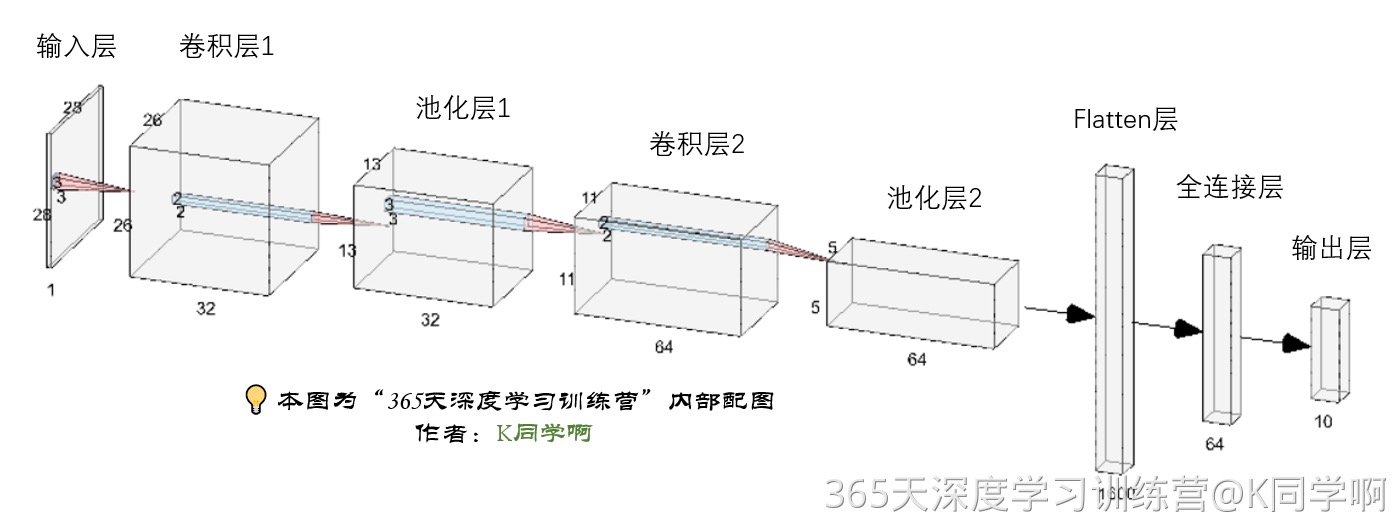 输入层
卷积层1
池化层1
卷积层2
池化层2
Flatten层
全连接层
输出层
28
28
1
3
3
26
26
32
2
2
13
13
32
3
3
11
11
64
2
2
5
5
64
1600
64
10
本图为“365天深度学习训练营”内部配图
作者：K同学啊
365天深度学习训练营@K同学啊